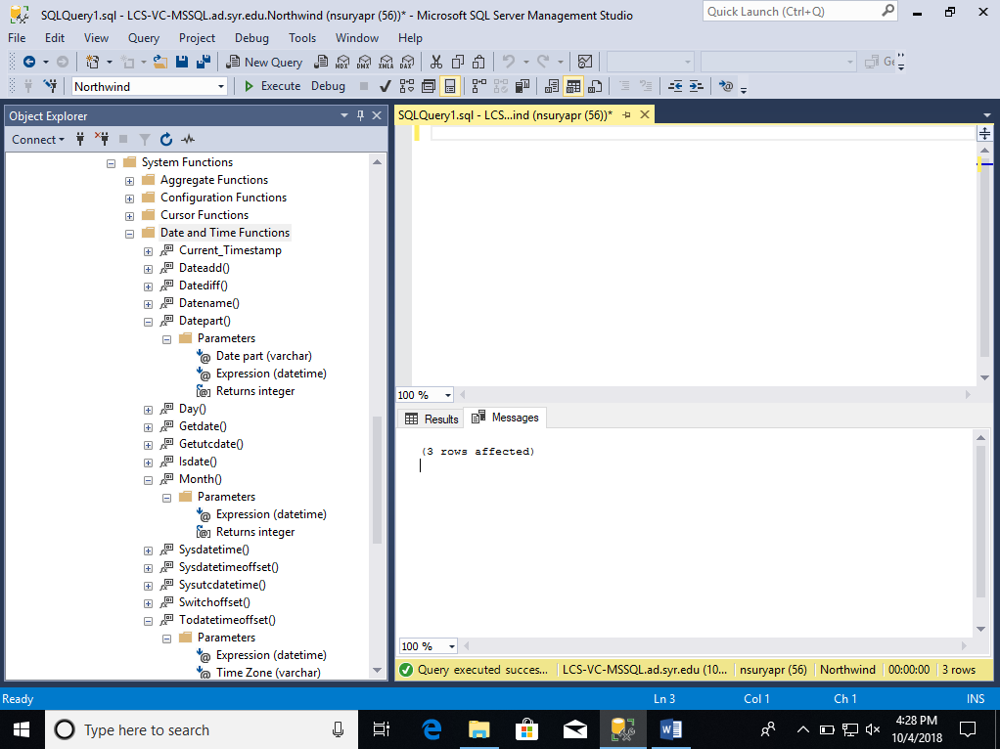 SQLQuery1.sql - LCS-VC-MSSQL.ad.syr.edu.Northwind (nsuryapr (56))* - Microsoft SQL Server Management Studio
Quick Launch (Ctrl+Q)
File Edit View Query Project Debug Tools Window Help
New Query MDX DMX XMLA DAX Ge
Northwind Execute Debug
Object Explorer
SQLQuery1.sql - LCS...ind (nsuryapr (56))*
Connect
System Functions
Aggregate Functions
Configuration Functions
Cursor Functions
Date and Time Functions
Current_Timestamp
Dateadd()
Datediff()
Datename()
Datepart()
Parameters
Date part (varchar)
Expression (datetime)
Returns integer
Day()
Getdate()
Getutcdate()
Isdate()
Month()
Parameters
Expression (datetime)
Returns integer
Sysdatetime()
Sysdatetimeoffset()
Sysutcdatetime()
Switchoffset()
Todatetimeoffset()
Parameters
Expression (datetime)
Time Zone (varchar)
100 %
Results Messages
(3 rows affected)
100 %
Query executed succes... LCS-VC-MSSQL.ad.syr.edu (10... nsuryapr (56) Northwind 00:00:00 3 rows
Ready Ln 3 Col 1 Ch 1 INS
Type here to search
4:28 PM
10/4/2018